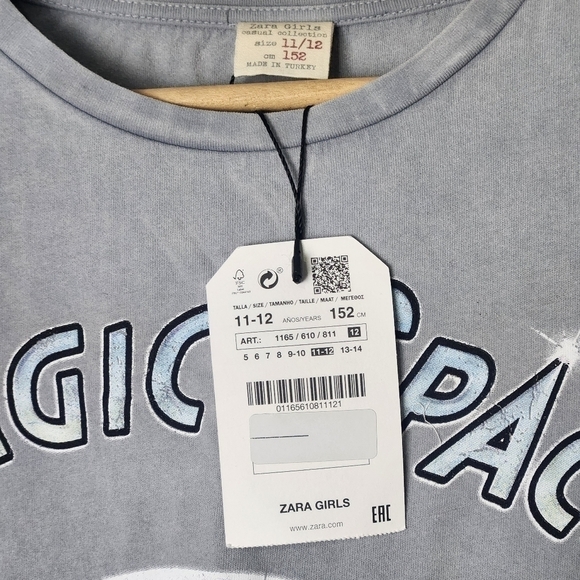 Zara Girls
casual collection
size 11/12
cm 152
MADE IN TURKEY
FSC
TALLA / SIZE / TAMANHO / TAILLE / MAAT / ΜΕΓΕΘΟΣ
11-12 AÑOS/YEARS 152 CM
ART.: 1165 / 610 / 811 12
5 6 7 8 9-10 11-12 13-14
01165610811121
ZARA GIRLS
www.zara.com
EAC
AGIC SPAC